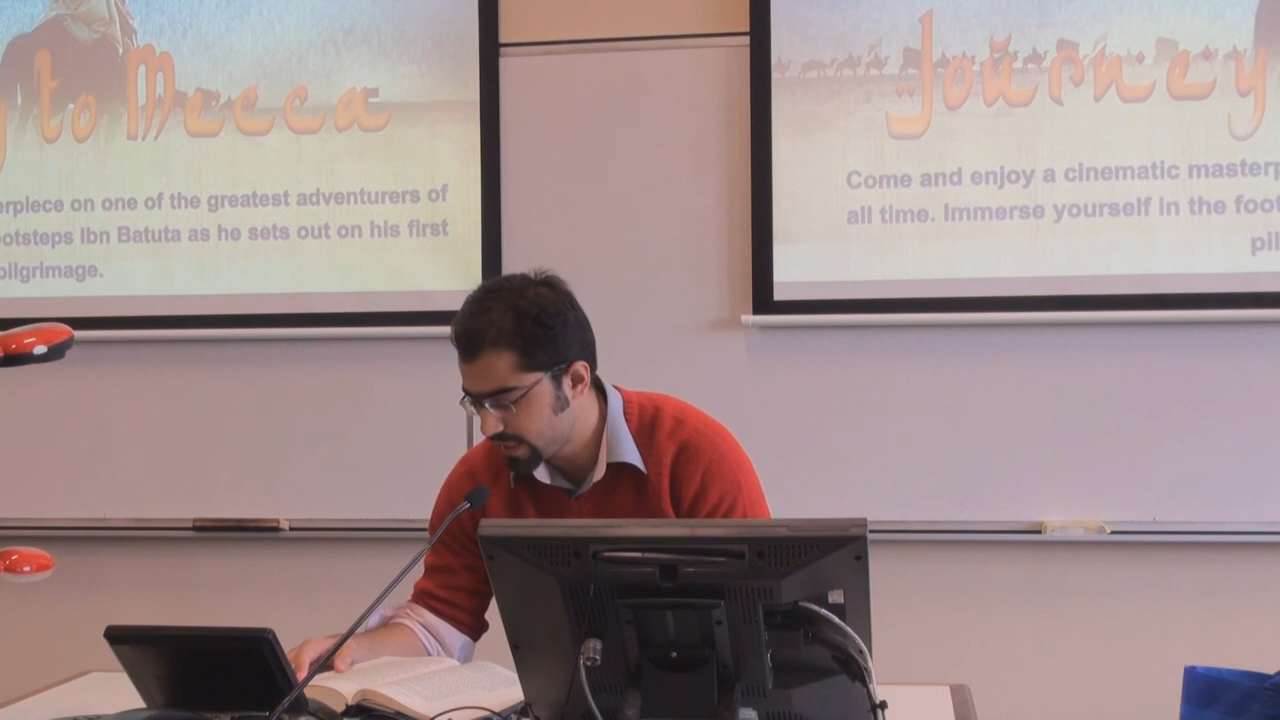 y to Mecca
erpiece on one of the greatest adventurers of
otsteps Ibn Batuta as he sets out on his first
pilgrimage.
Journey
Come and enjoy a cinematic masterp
all time. Immerse yourself in the foot
pil